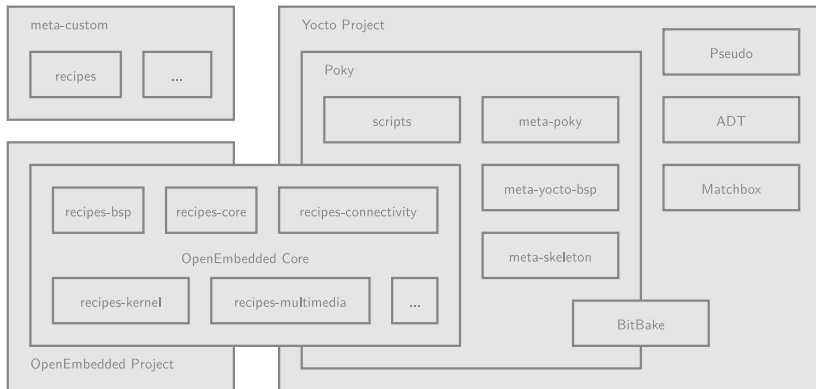 meta-custom
recipes
...
Yocto Project
Poky
scripts
meta-poky
meta-yocto-bsp
meta-skeleton
Pseudo
ADT
Matchbox
recipes-bsp
recipes-core
recipes-connectivity
OpenEmbedded Core
recipes-kernel
recipes-multimedia
...
BitBake
OpenEmbedded Project